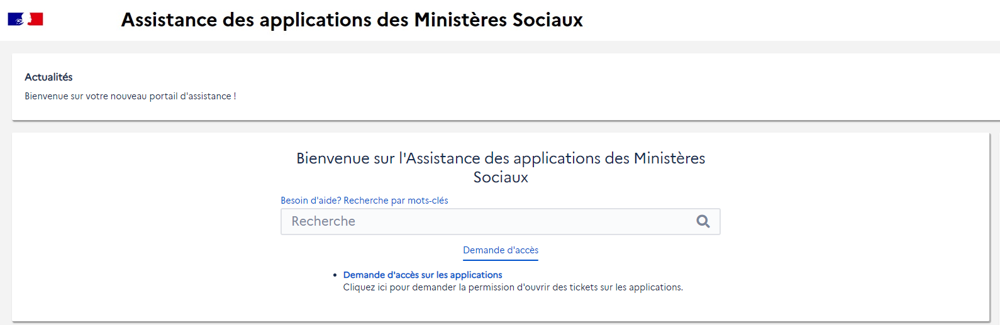 Assistance des applications des Ministères Sociaux
Actualités
Bienvenue sur votre nouveau portail d'assistance !
Bienvenue sur l'Assistance des applications des Ministères
Sociaux
Besoin d'aide? Recherche par mots-clés
Recherche
Demande d'accès
Demande d'accès sur les applications
Cliquez ici pour demander la permission d'ouvrir des tickets sur les applications.